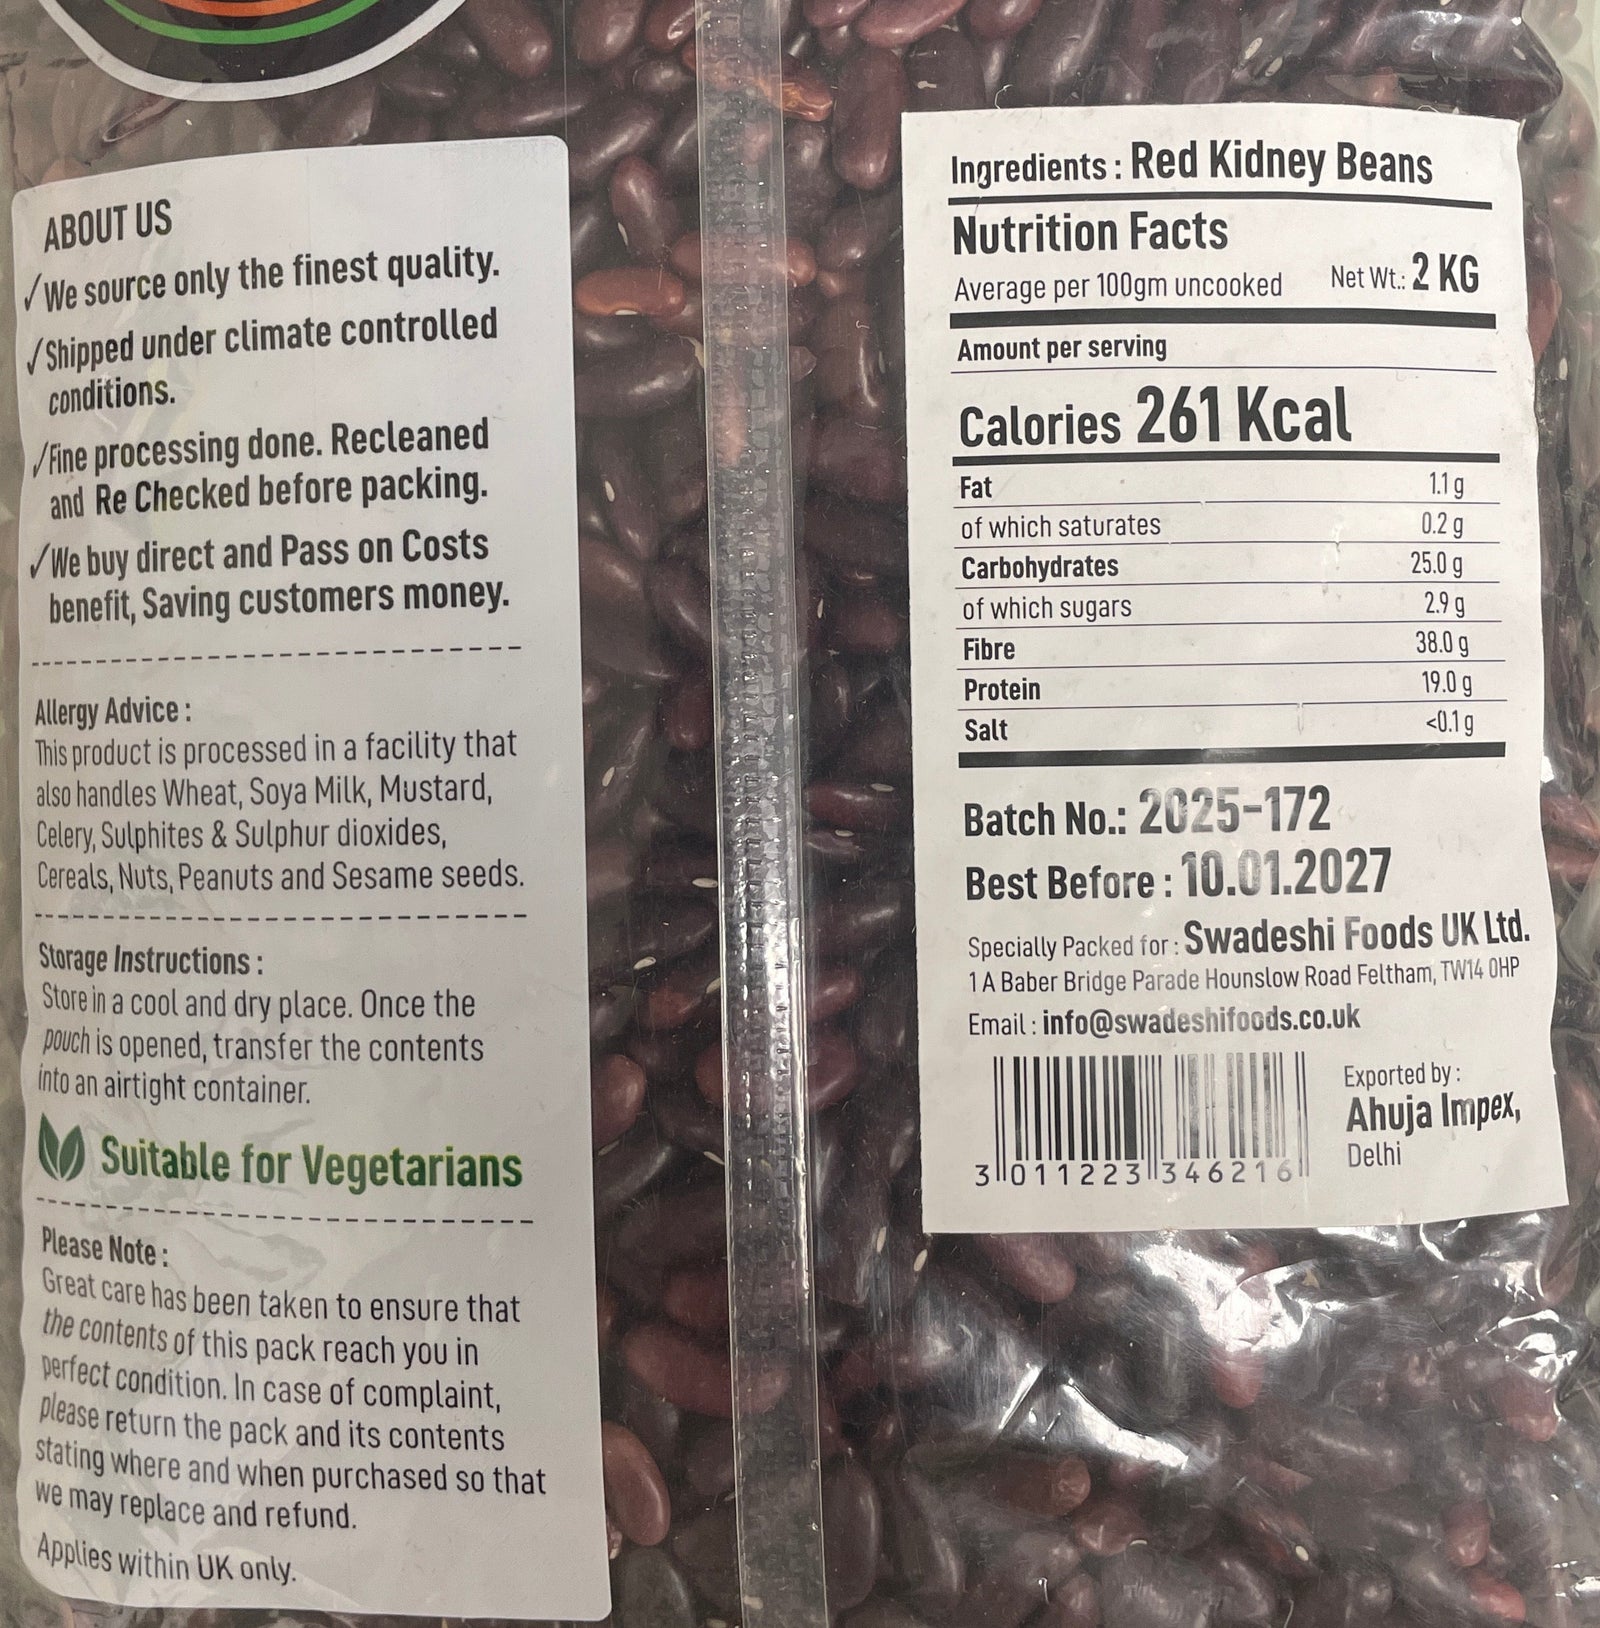 ABOUT US
✓We source only the finest quality.
✓Shipped under climate controlled
conditions.
✓Fine processing done. Recleaned
and Re Checked before packing.
✓We buy direct and Pass on Costs
benefit, Saving customers money.
Allergy Advice :
This product is processed in a facility that
also handles Wheat, Soya Milk, Mustard,
Celery, Sulphites & Sulphur dioxides,
Cereals, Nuts, Peanuts and Sesame seeds.
Storage Instructions :
Store in a cool and dry place. Once the
pouch is opened, transfer the contents
into an airtight container.
Suitable for Vegetarians
Please Note :
Great care has been taken to ensure that
the contents of this pack reach you in
perfect condition. In case of complaint,
please return the pack and its contents
stating where and when purchased so that
we may replace and refund.
Applies within UK only.
Ingredients : Red Kidney Beans
Nutrition Facts
Average per 100gm uncooked Net Wt.: 2 KG
Amount per serving
Calories 261 Kcal
Fat 1.1 g
of which saturates 0.2 g
Carbohydrates 25.0 g
of which sugars 2.9 g
Fibre 38.0 g
Protein 19.0 g
Salt <0.1 g
Batch No.: 2025-172
Best Before : 10.01.2027
Specially Packed for : Swadeshi Foods UK Ltd.
1 A Baber Bridge Parade Hounslow Road Feltham, TW14 0HP
Email : info@swadeshifoods.co.uk
Exported by :
Ahuja Impex,
Delhi
3 011223 346216